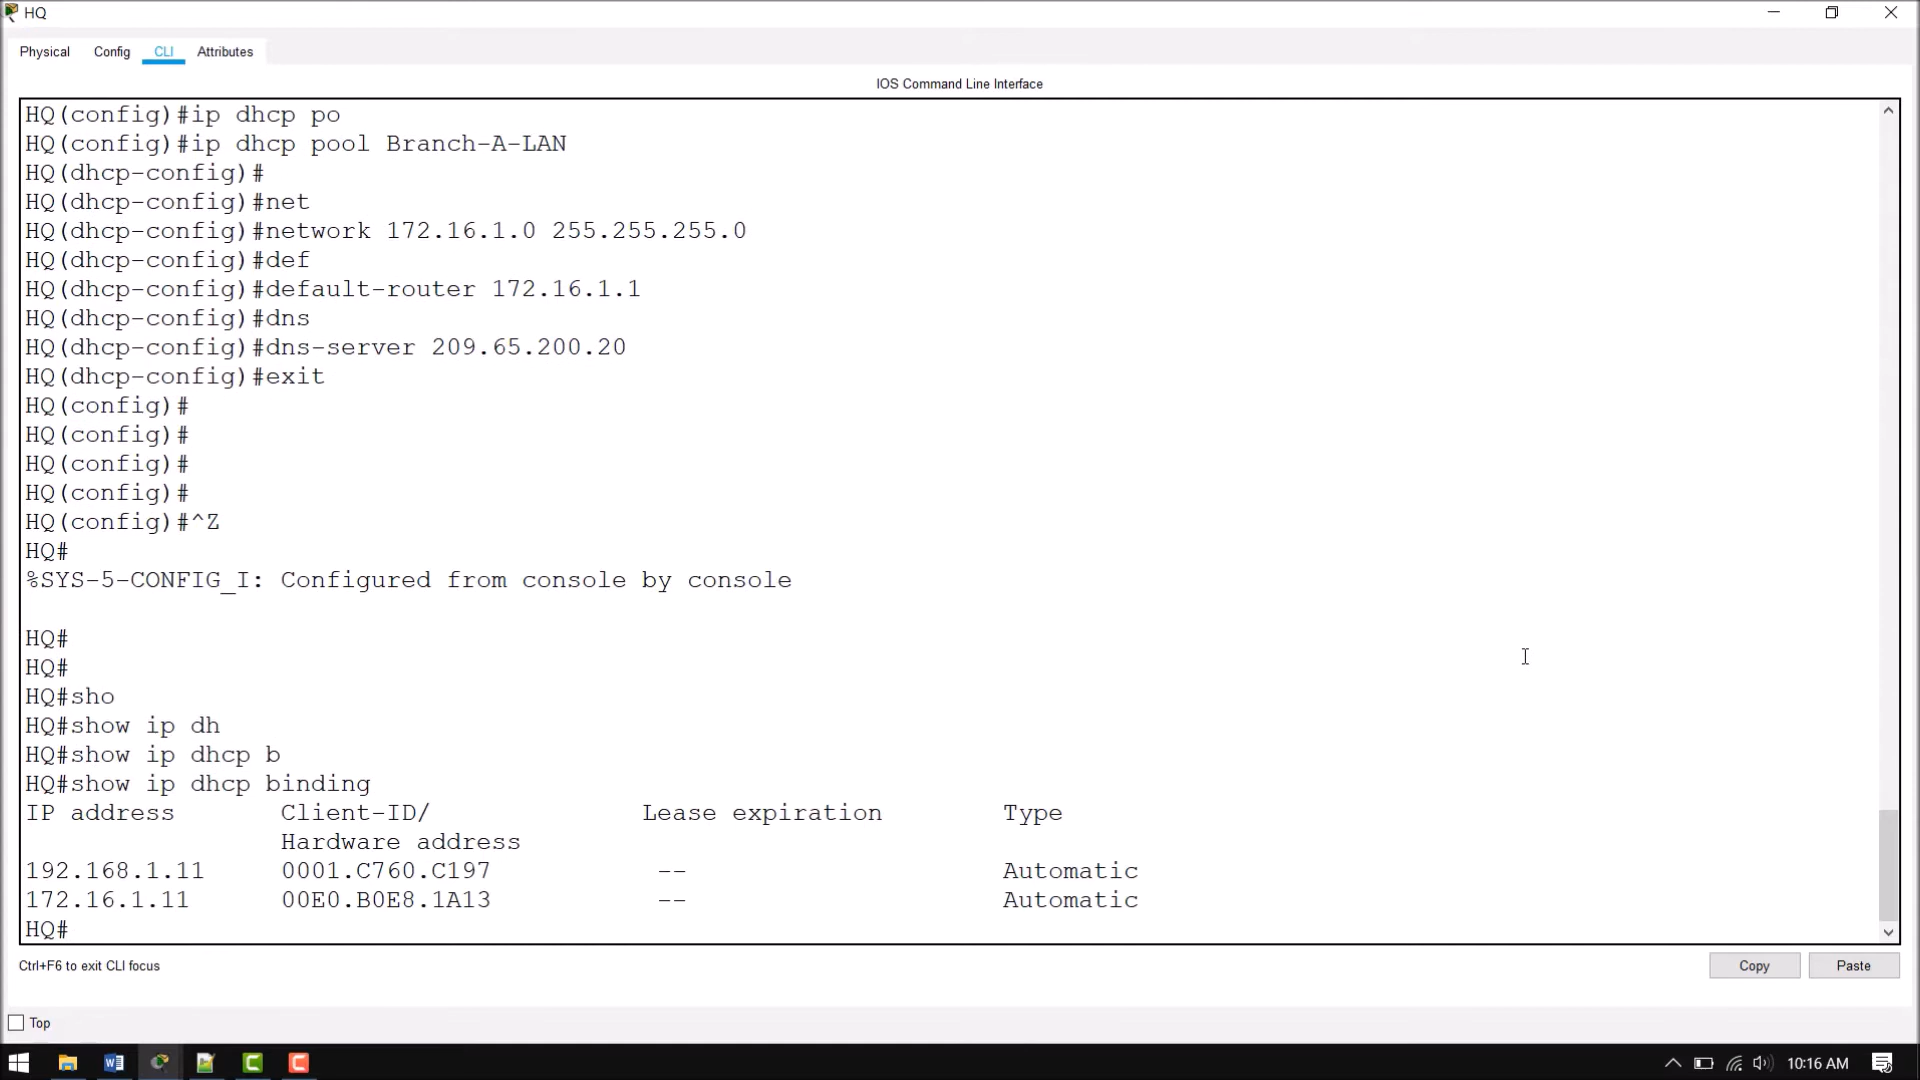 HQ
Physical Config CLI Attributes
IOS Command Line Interface
HQ(config)#ip dhcp po
HQ(config)#ip dhcp pool Branch-A-LAN
HQ(dhcp-config)#
HQ(dhcp-config)#net
HQ(dhcp-config)#network 172.16.1.0 255.255.255.0
HQ(dhcp-config)#def
HQ(dhcp-config)#default-router 172.16.1.1
HQ(dhcp-config)#dns
HQ(dhcp-config)#dns-server 209.65.200.20
HQ(dhcp-config)#exit
HQ(config)#
HQ(config)#
HQ(config)#
HQ(config)#
HQ(config)#^Z
HQ#
%SYS-5-CONFIG_I: Configured from console by console
HQ#
HQ#
HQ#sho
HQ#show ip dh
HQ#show ip dhcp b
HQ#show ip dhcp binding
IP address Client-ID/ Lease expiration Type
Hardware address
192.168.1.11 0001.C760.C197 -- Automatic
172.16.1.11 00E0.B0E8.1A13 -- Automatic
HQ#
Ctrl+F6 to exit CLI focus
Copy Paste
Top
10:16 AM